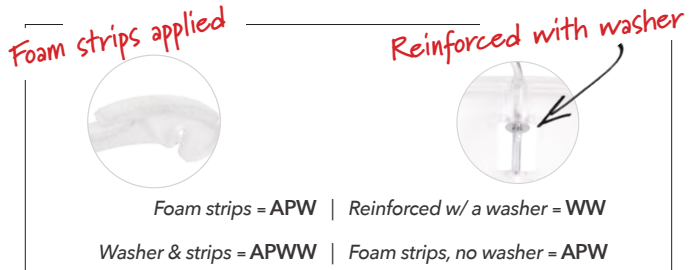 Foam strips applied
Reinforced with washer
Foam strips = APW | Reinforced w/ a washer = WW
Washer & strips = APWW | Foam strips, no washer = APW